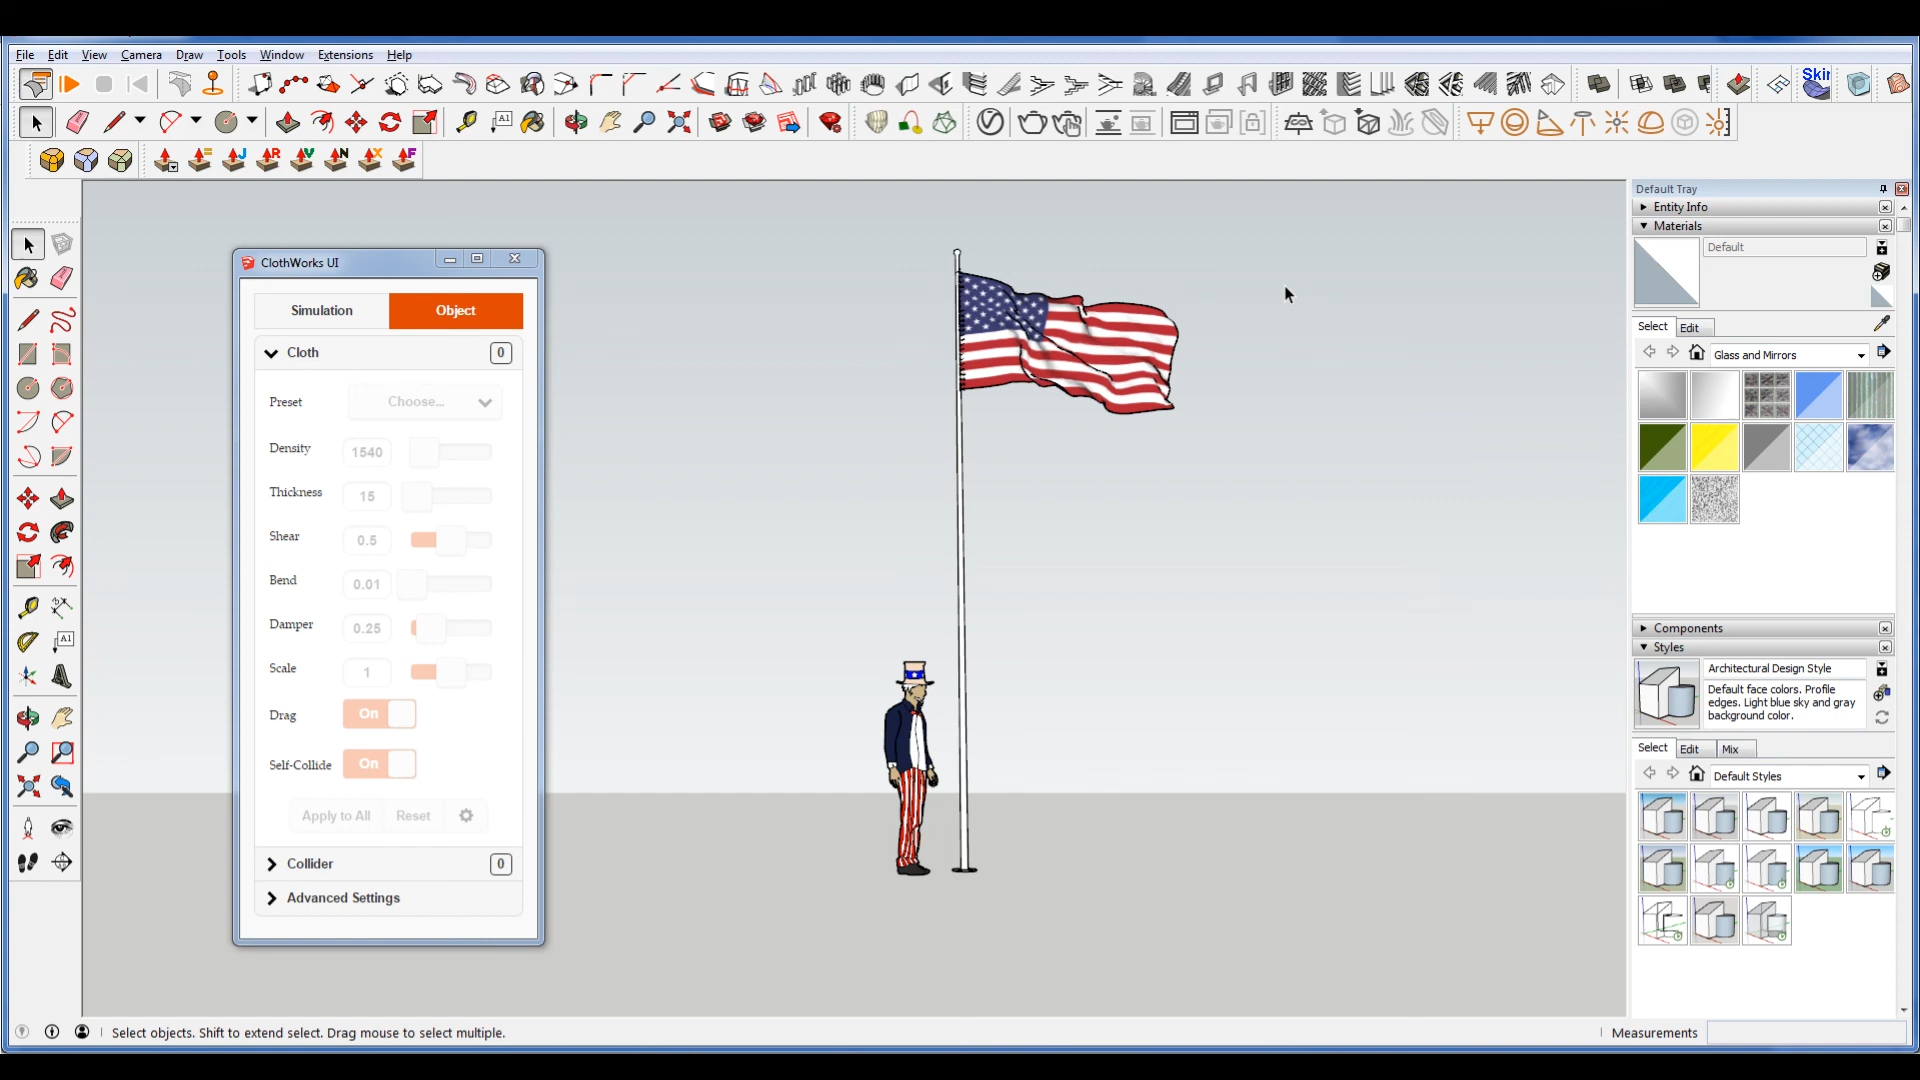 File Edit View Camera Draw Tools Window Extensions Help
Skir
A1
J R V N X F
Default Tray
Entity Info
Materials
Default
Select Edit
Glass and Mirrors
ClothWorks UI
Simulation Object
Cloth 0
Preset Choose...
Density 1540
Thickness 15
Shear 0.5
Bend 0.01
Damper 0.25
Scale 1
Drag On
Self-Collide On
Apply to All Reset
Collider 0
Advanced Settings
A1
Components
Styles
Architectural Design Style
Default face colors. Profile
edges. Light blue sky and gray
background color.
Select Edit Mix
Default Styles
Select objects. Shift to extend select. Drag mouse to select multiple.
Measurements